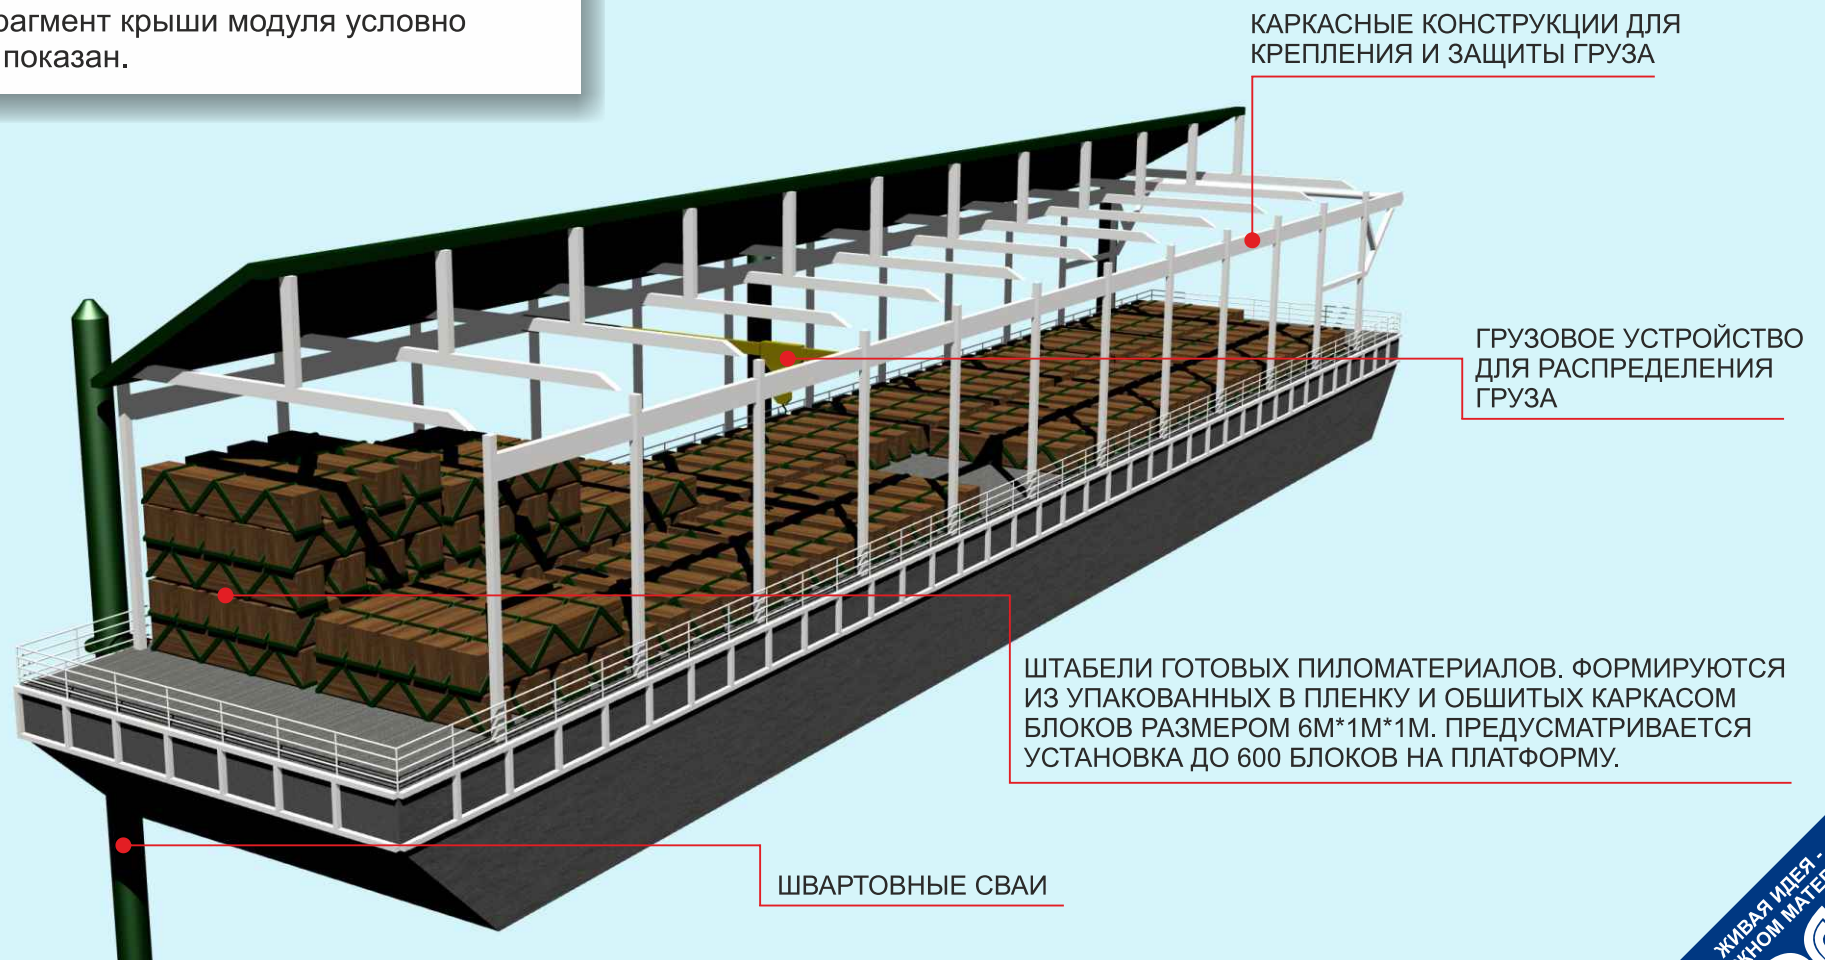 рагмент крыши модуля условно
показан.
КАРКАСНЫЕ КОНСТРУКЦИИ ДЛЯ
КРЕПЛЕНИЯ И ЗАЩИТЫ ГРУЗА
ГРУЗОВОЕ УСТРОЙСТВО
ДЛЯ РАСПРЕДЕЛЕНИЯ
ГРУЗА
ШТАБЕЛИ ГОТОВЫХ ПИЛОМАТЕРИАЛОВ. ФОРМИРУЮТСЯ
ИЗ УПАКОВАННЫХ В ПЛЕНКУ И ОБШИТЫХ КАРКАСОМ
БЛОКОВ РАЗМЕРОМ 6М*1М*1М. ПРЕДУСМАТРИВАЕТСЯ
УСТАНОВКА ДО 600 БЛОКОВ НА ПЛАТФОРМУ.
ШВАРТОВНЫЕ СВАИ
ЖИВАЯ ИДЕЯ -